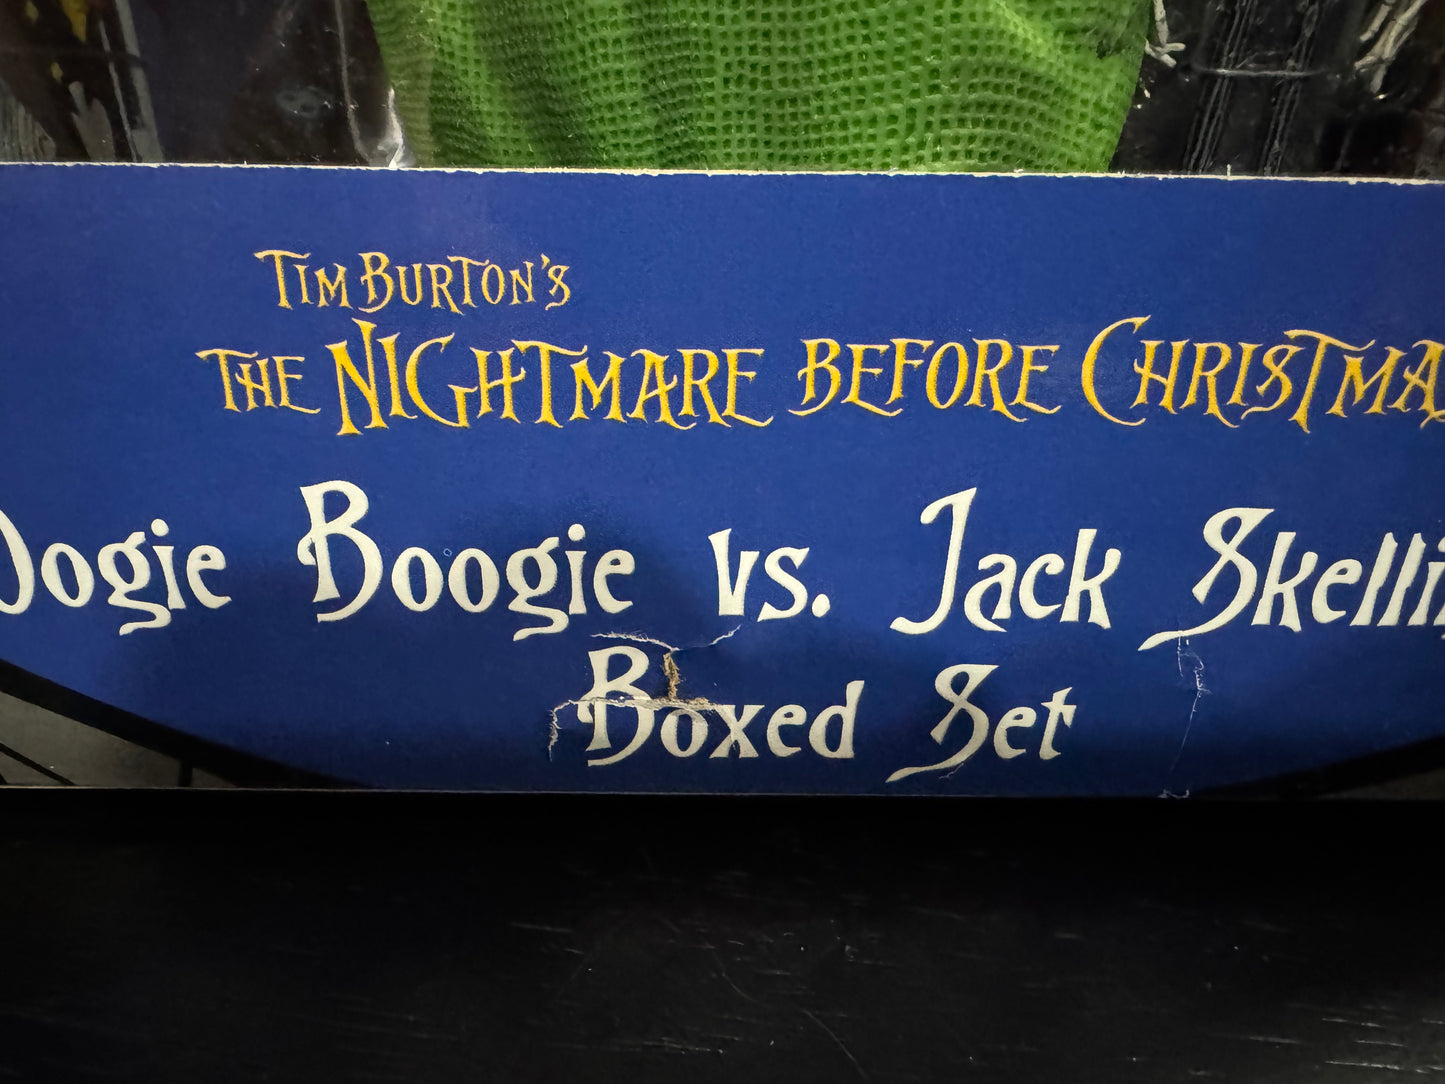 TIM BURTON'S
THE NIGHTMARE BEFORE CHRISTMA
Oogie Boogie vs. Jack Skelli
Boxed Set